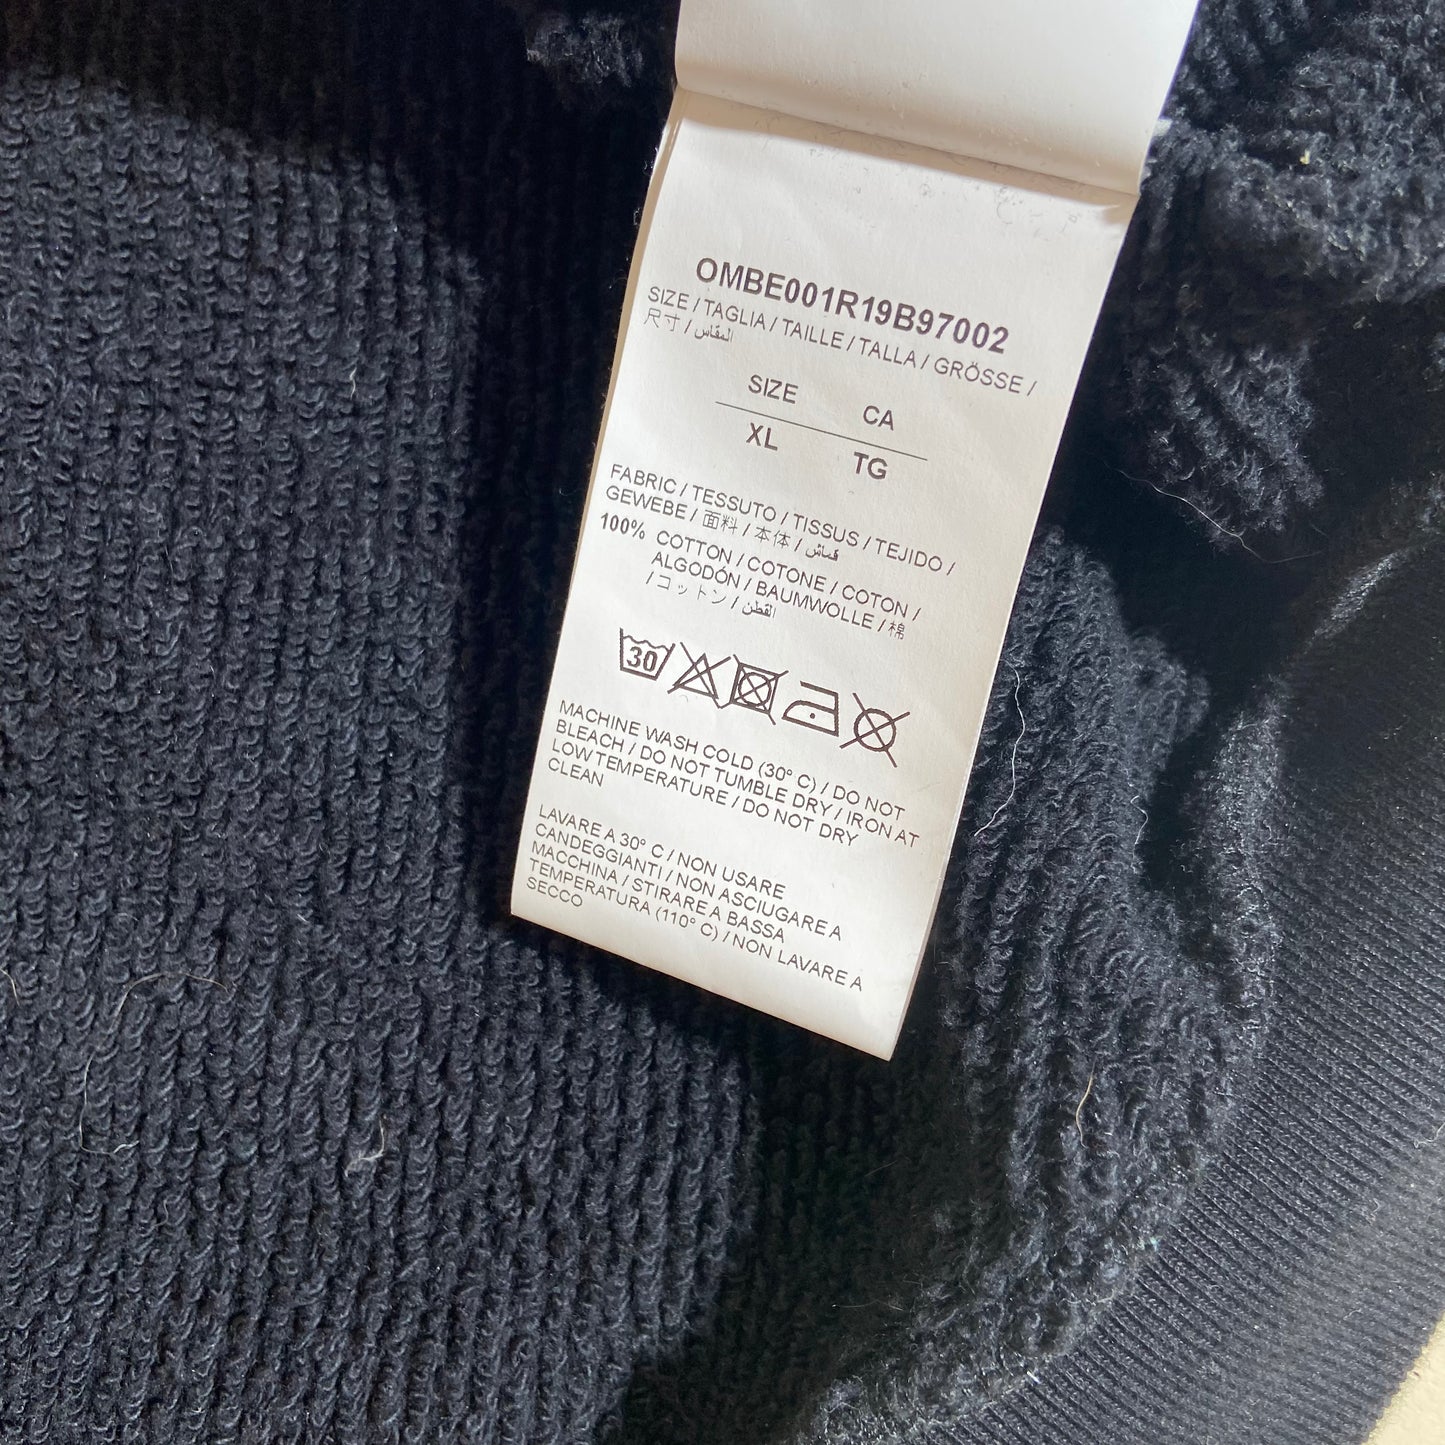 OMBE001R19B97002
SIZE / TAGLIA / TAILLE / TALLA / GRÖSSE /
尺寸 / المقاس
SIZE CA
XL TG
FABRIC / TESSUTO / TISSUS / TEJIDO /
GEWEBE / 面料 / 本体 / قماش
100% COTTON / COTONE / COTON /
ALGODÓN / BAUMWOLLE / 棉
/ コットン / القطن
30
MACHINE WASH COLD (30° C) / DO NOT
BLEACH / DO NOT TUMBLE DRY / IRON AT
LOW TEMPERATURE / DO NOT DRY
CLEAN
LAVARE A 30° C / NON USARE
CANDEGGIANTI / NON ASCIUGARE A
MACCHINA / STIRARE A BASSA
TEMPERATURA (110° C) / NON LAVARE A
SECCO